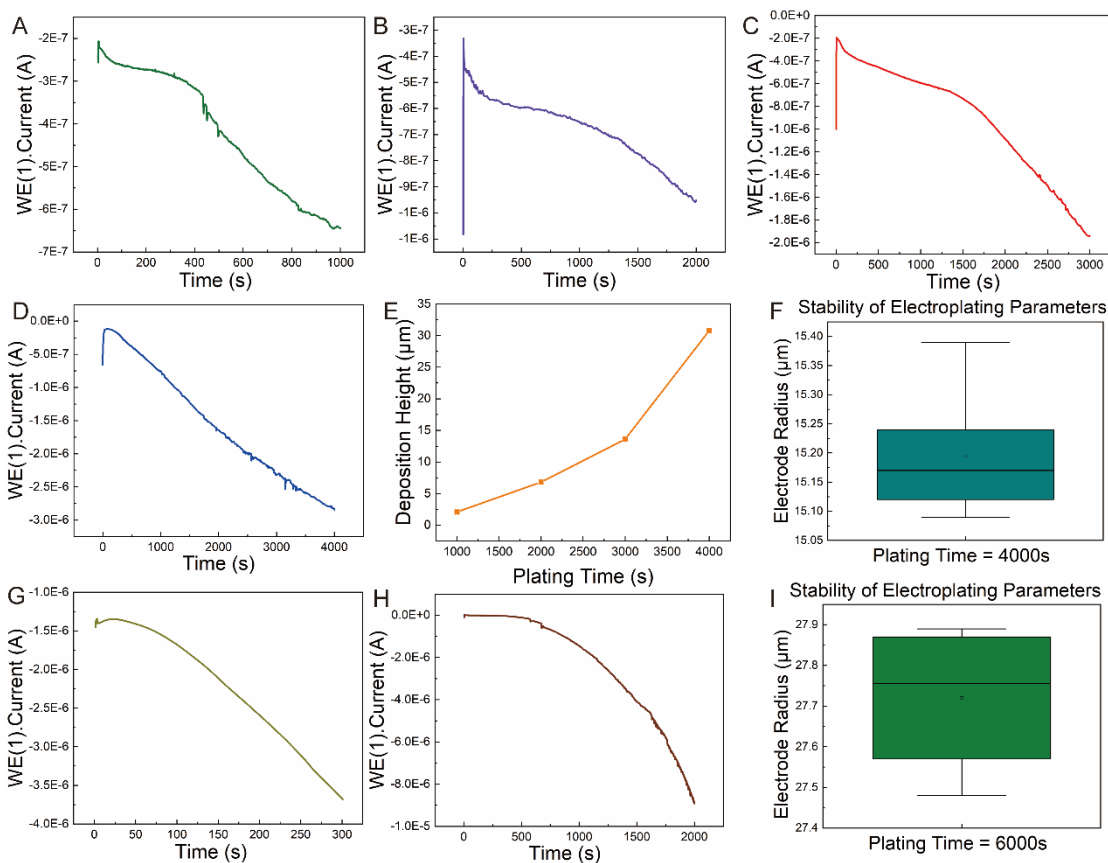 A
WE(1).Current (A)
-2E-7
-3E-7
-4E-7
-5E-7
-6E-7
-7E-7
0 200 400 600 800 1000
Time (s)
B
WE(1).Current (A)
-3E-7
-4E-7
-5E-7
-6E-7
-7E-7
-8E-7
-9E-7
-1E-6
0 500 1000 1500 2000
Time (s)
C
WE(1).Current (A)
0.0E+0
-2.0E-7
-4.0E-7
-6.0E-7
-8.0E-7
-1.0E-6
-1.2E-6
-1.4E-6
-1.6E-6
-1.8E-6
-2.0E-6
0 500 1000 1500 2000 2500 3000
Time (s)
D
WE(1).Current (A)
0.0E+0
-5.0E-7
-1.0E-6
-1.5E-6
-2.0E-6
-2.5E-6
-3.0E-6
0 1000 2000 3000 4000
Time (s)
E
Deposition Height (μm)
35
30
25
20
15
10
5
0
1000 1500 2000 2500 3000 3500 4000
Plating Time (s)
F
Stability of Electroplating Parameters
Electrode Radius (μm)
15.40
15.35
15.30
15.25
15.20
15.15
15.10
15.05
Plating Time = 4000s
G
WE(1).Current (A)
-1.0E-6
-1.5E-6
-2.0E-6
-2.5E-6
-3.0E-6
-3.5E-6
-4.0E-6
0 50 100 150 200 250 300
Time (s)
H
WE(1).Current (A)
0.0E+0
-2.0E-6
-4.0E-6
-6.0E-6
-8.0E-6
-1.0E-5
0 500 1000 1500 2000
Time (s)
I
Stability of Electroplating Parameters
Electrode Radius (μm)
27.9
27.8
27.7
27.6
27.5
27.4
Plating Time = 6000s